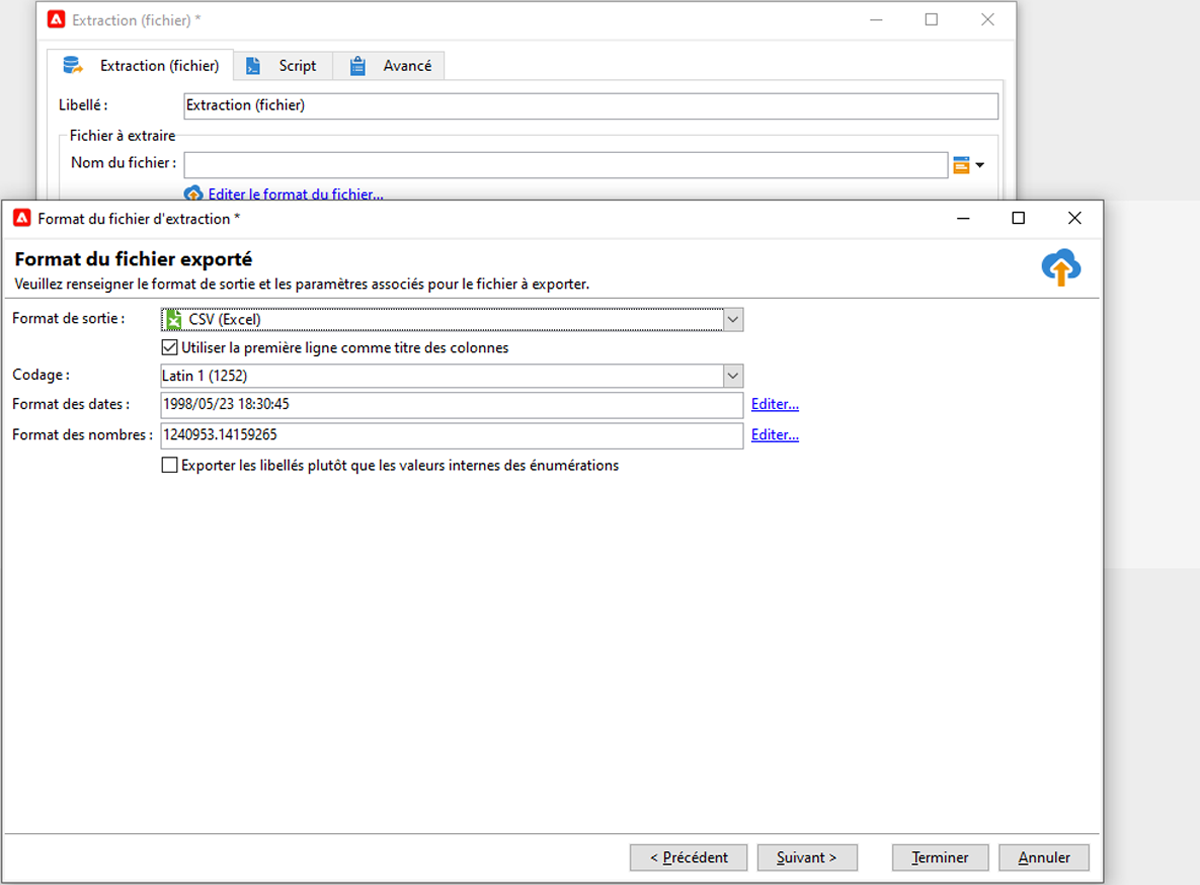 Extraction (fichier) *
Extraction (fichier) Script Avancé
Libellé : Extraction (fichier)
Fichier à extraire
Nom du fichier :
Editer le format du fichier...
Format du fichier d'extraction *
Format du fichier exporté
Veuillez renseigner le format de sortie et les paramètres associés pour le fichier à exporter.
Format de sortie : CSV (Excel)
Utiliser la première ligne comme titre des colonnes
Codage : Latin 1 (1252)
Format des dates : 1998/05/23 18:30:45 Editer...
Format des nombres : 1240953.14159265 Editer...
Exporter les libellés plutôt que les valeurs internes des énumérations
< Précédent Suivant > Terminer Annuler